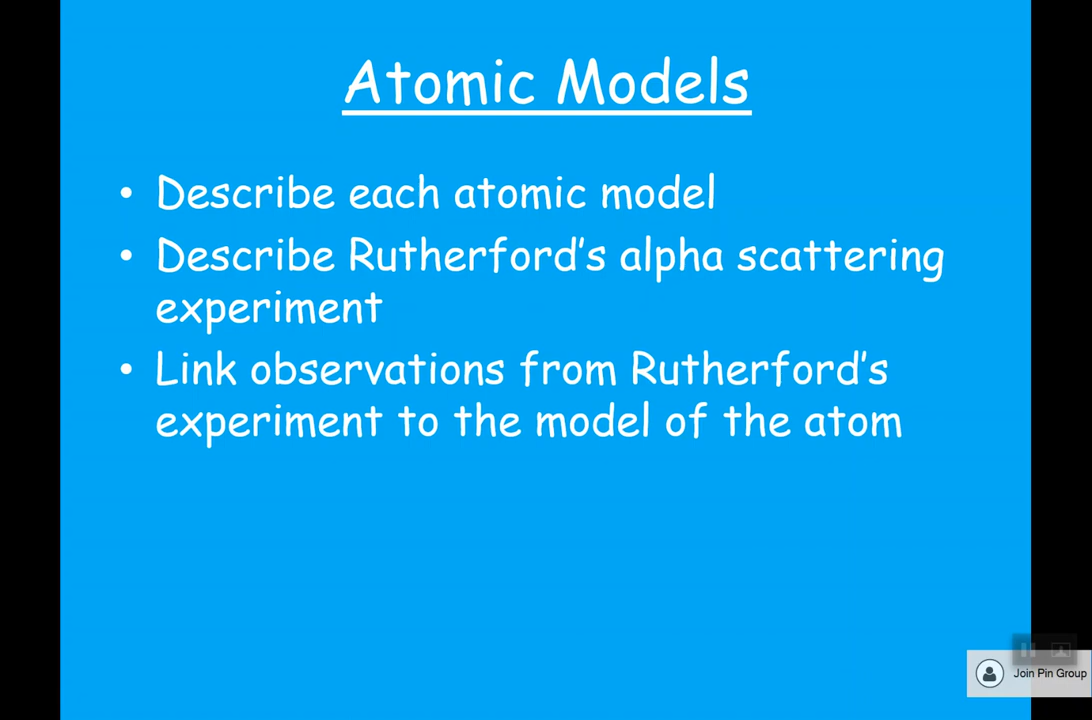 Atomic Models
• Describe each atomic model
• Describe Rutherford's alpha scattering
experiment
• Link observations from Rutherford's
experiment to the model of the atom
Join Pin Group